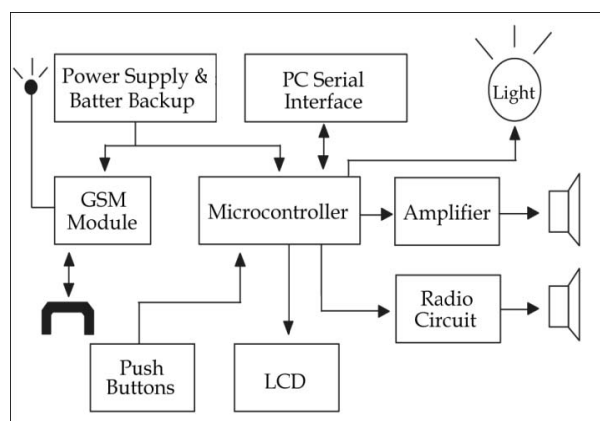 Power Supply &
Batter Backup
PC Serial
Interface
Light
GSM
Module
Microcontroller
Amplifier
Radio
Circuit
Push
Buttons
LCD